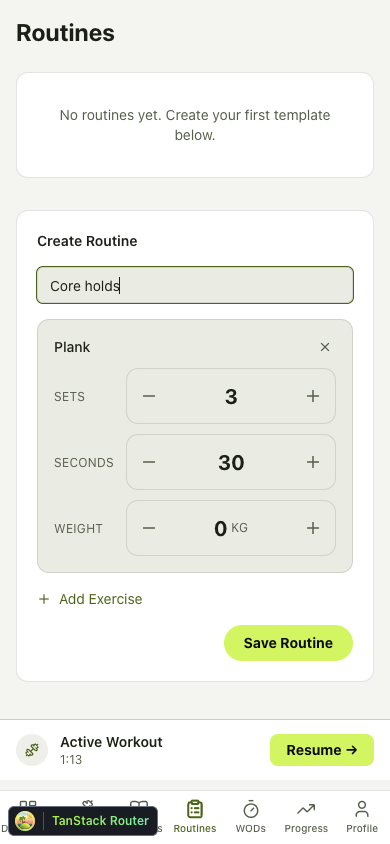 Routines
No routines yet. Create your first template
below.
Create Routine
Core holds
Plank
SETS
3
SECONDS
30
WEIGHT
0 KG
Add Exercise
Save Routine
Active Workout
1:13
Resume →
TanStack Router
Routines
WODs
Progress
Profile